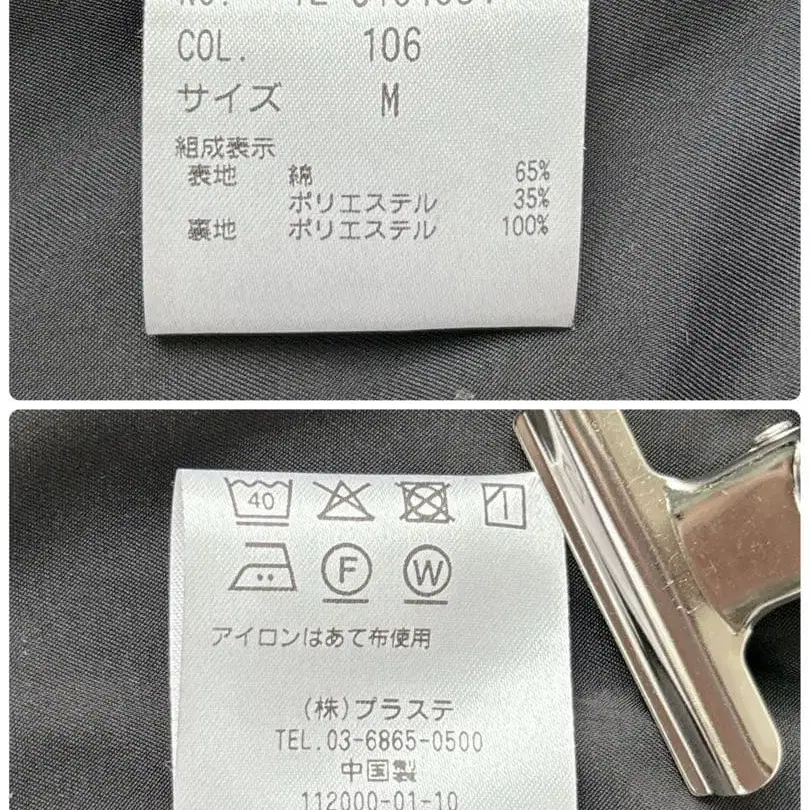 COL. 106
サイズ M
組成表示
表地 綿 65%
ポリエステル 35%
裏地 ポリエステル 100%
40
F W
アイロンはあて布使用
(株)プラステ
TEL.03-6865-0500
中国製
112000-01-10